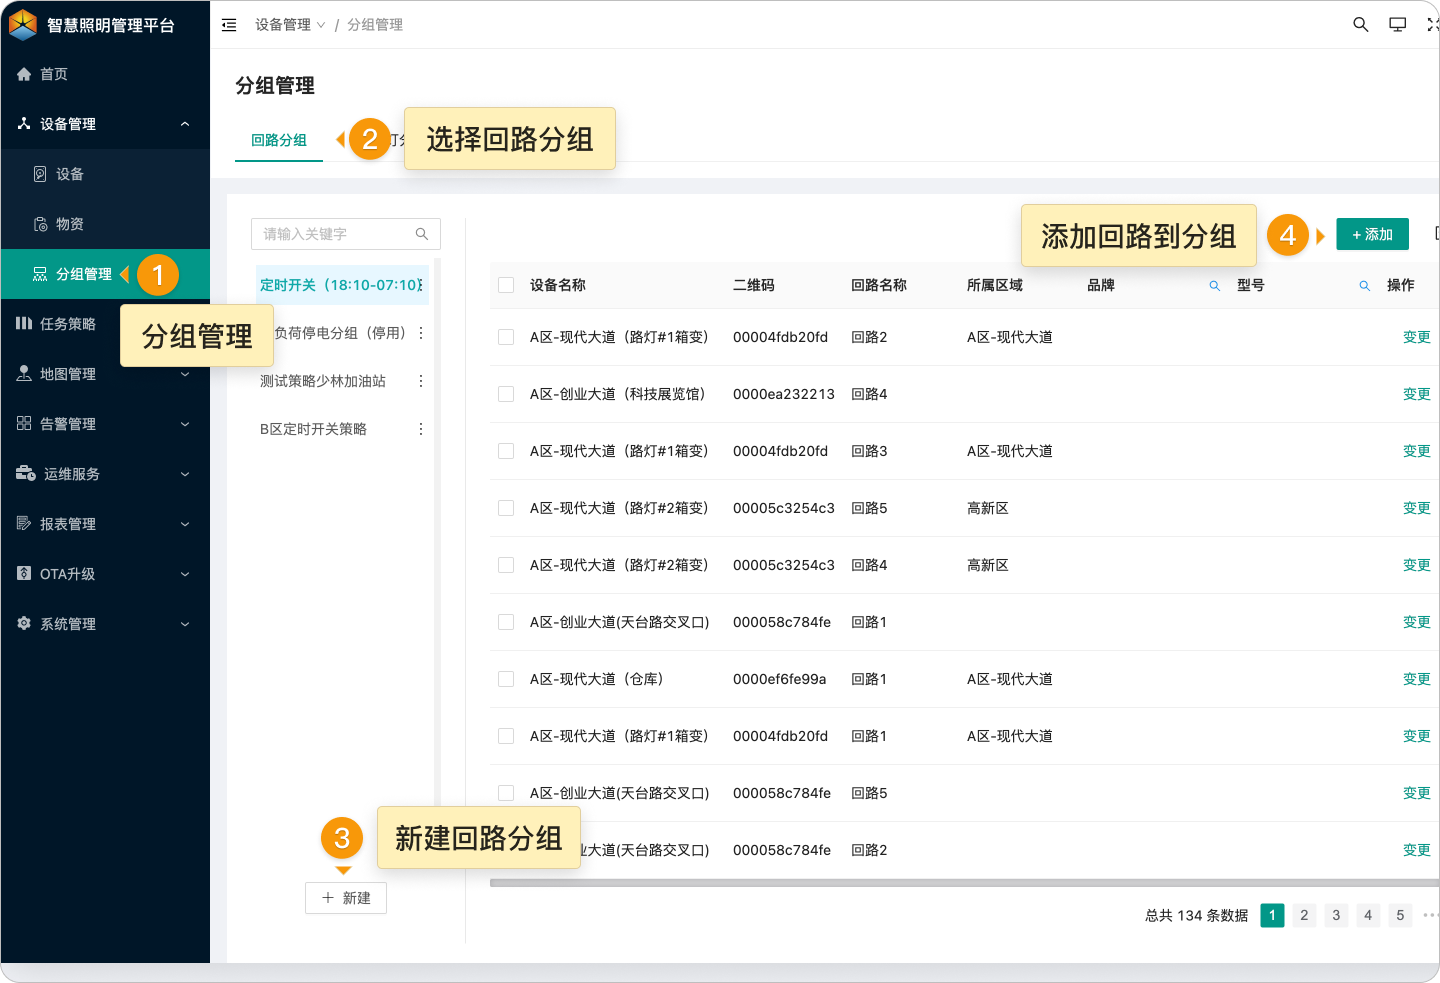 智慧照明管理平台
设备管理 / 分组管理
首页
设备管理
设备
物资
分组管理
1
分组管理
任务策略
地图管理
告警管理
运维服务
报表管理
OTA升级
系统管理
分组管理
回路分组
2
选择回路分组
请输入关键字
定时开关（18:10-07:10）
负荷停电分组（停用）
测试策略少林加油站
B区定时开关策略
3
新建回路分组
+ 新建
添加回路到分组
4
+ 添加
设备名称 二维码 回路名称 所属区域 品牌 型号 操作
A区-现代大道（路灯#1箱变） 00004fdb20fd 回路2 A区-现代大道 变更
A区-创业大道（科技展览馆） 0000ea232213 回路4 变更
A区-现代大道（路灯#1箱变） 00004fdb20fd 回路3 A区-现代大道 变更
A区-现代大道（路灯#2箱变） 00005c3254c3 回路5 高新区 变更
A区-现代大道（路灯#2箱变） 00005c3254c3 回路4 高新区 变更
A区-创业大道(天台路交叉口) 000058c784fe 回路1 变更
A区-现代大道（仓库） 0000ef6fe99a 回路1 A区-现代大道 变更
A区-现代大道（路灯#1箱变） 00004fdb20fd 回路1 A区-现代大道 变更
A区-创业大道(天台路交叉口) 000058c784fe 回路5 变更
大道(天台路交叉口) 000058c784fe 回路2 变更
总共 134 条数据 1 2 3 4 5 •••